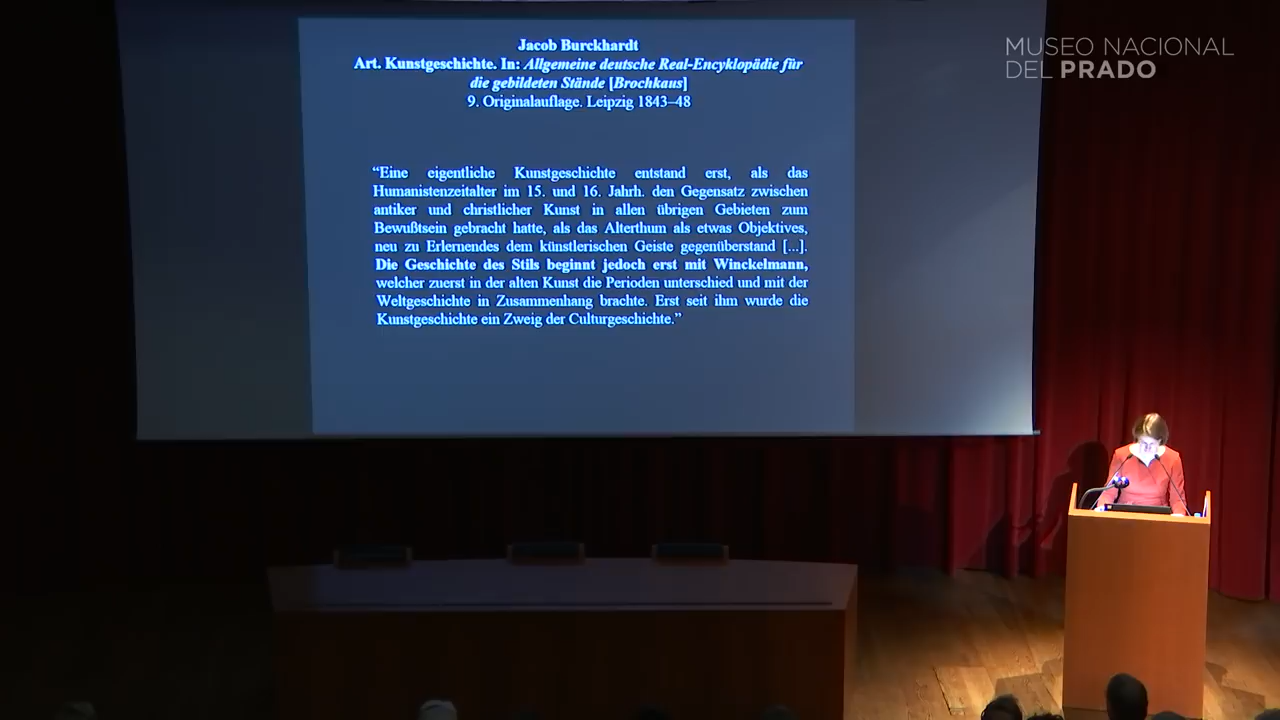 Jacob Burckhardt
Art. Kunstgeschichte. In: Allgemeine deutsche Real-Encyklopädie für
die gebildeten Stände [Brochkaus]
9. Originalauflage. Leipzig 1843–48
“Eine eigentliche Kunstgeschichte entstand erst, als das
Humanistenzeitalter im 15. und 16. Jahrh. den Gegensatz zwischen
antiker und christlicher Kunst in allen übrigen Gebieten zum
Bewußtsein gebracht hatte, als das Alterthum als etwas Objektives,
neu zu Erlernendes dem künstlerischen Geiste gegenüberstand [...].
Die Geschichte des Stils beginnt jedoch erst mit Winckelmann,
welcher zuerst in der alten Kunst die Perioden unterschied und mit der
Weltgeschichte in Zusammenhang brachte. Erst seit ihm wurde die
Kunstgeschichte ein Zweig der Culturgeschichte.”
MUSEO NACIONAL
DEL PRADO